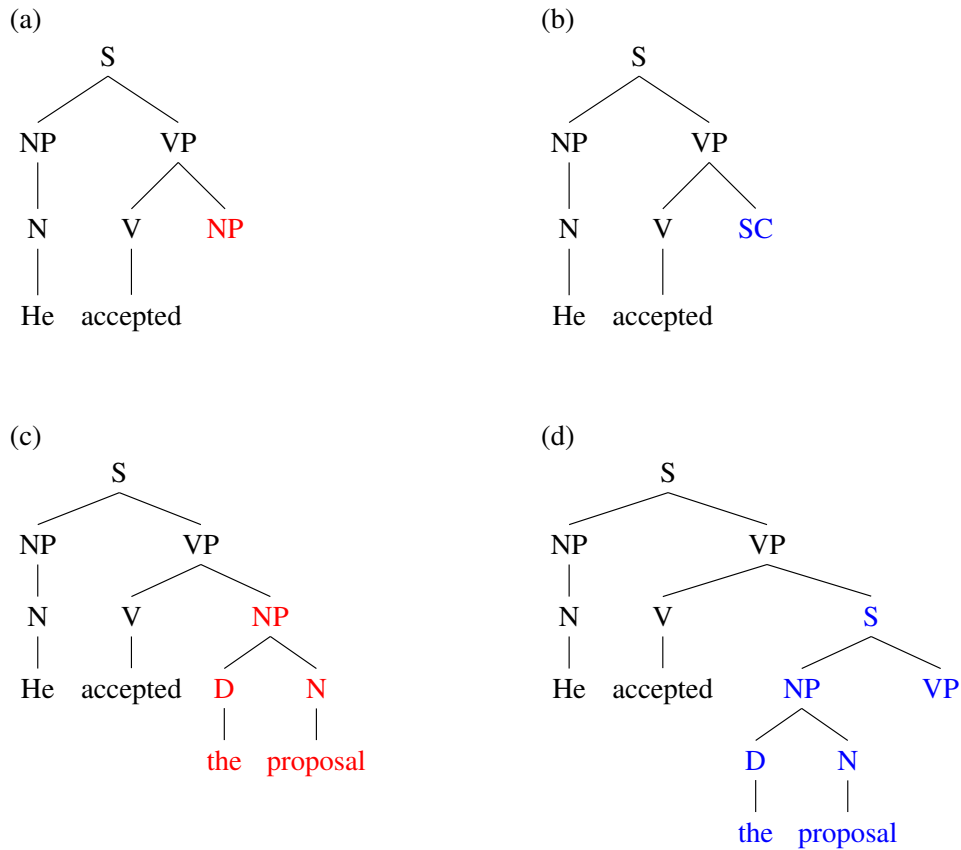 (a)
S
NP VP
N V NP
He accepted
(b)
S
NP VP
N V SC
He accepted
(c)
S
NP VP
N V NP
He accepted D N
the proposal
(d)
S
NP VP
N V S
He accepted NP VP
D N
the proposal